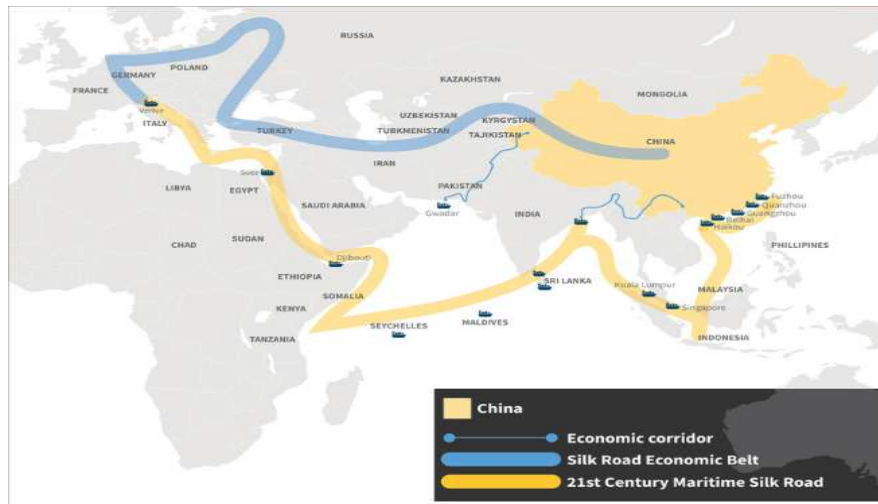 RUSSIA
POLAND
GERMANY
FRANCE
KAZAKHSTAN
MONGOLIA
Venice
ITALY
UZBEKISTAN
KYRGYSTAN
TURKEY
TURKMENISTAN
TAJIKISTAN
CHINA
IRAN
Suez
LIBYA
EGYPT
PAKISTAN
SAUDI ARABIA
Gwadar
INDIA
Fuzhou
Quanzhou
Guangzhou
Beihai
Haikou
CHAD
SUDAN
PHILLIPINES
Djibouti
ETHIOPIA
SRI LANKA
Kuala Lumpur
MALAYSIA
SOMALIA
KENYA
Singapore
SEYCHELLES
MALDIVES
TANZANIA
INDONESIA
China
Economic corridor
Silk Road Economic Belt
21st Century Maritime Silk Road